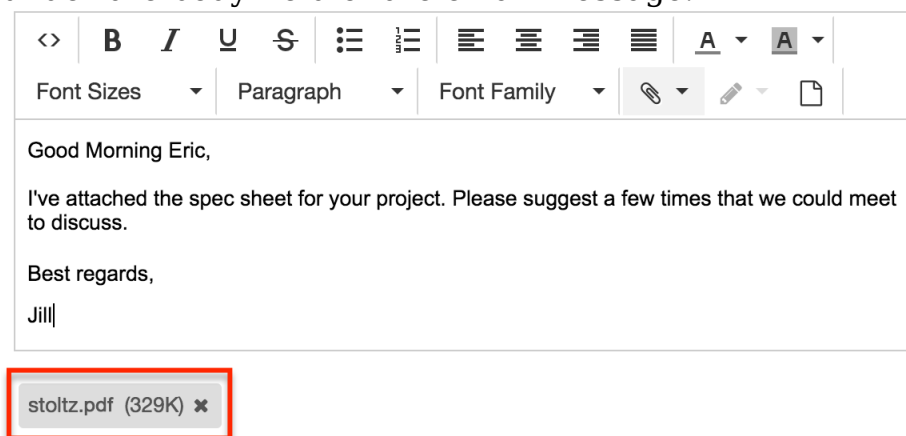 <> B I U S A A
Font Sizes Paragraph Font Family
Good Morning Eric,
I've attached the spec sheet for your project. Please suggest a few times that we could meet
to discuss.
Best regards,
Jill
stoltz.pdf (329K) ×